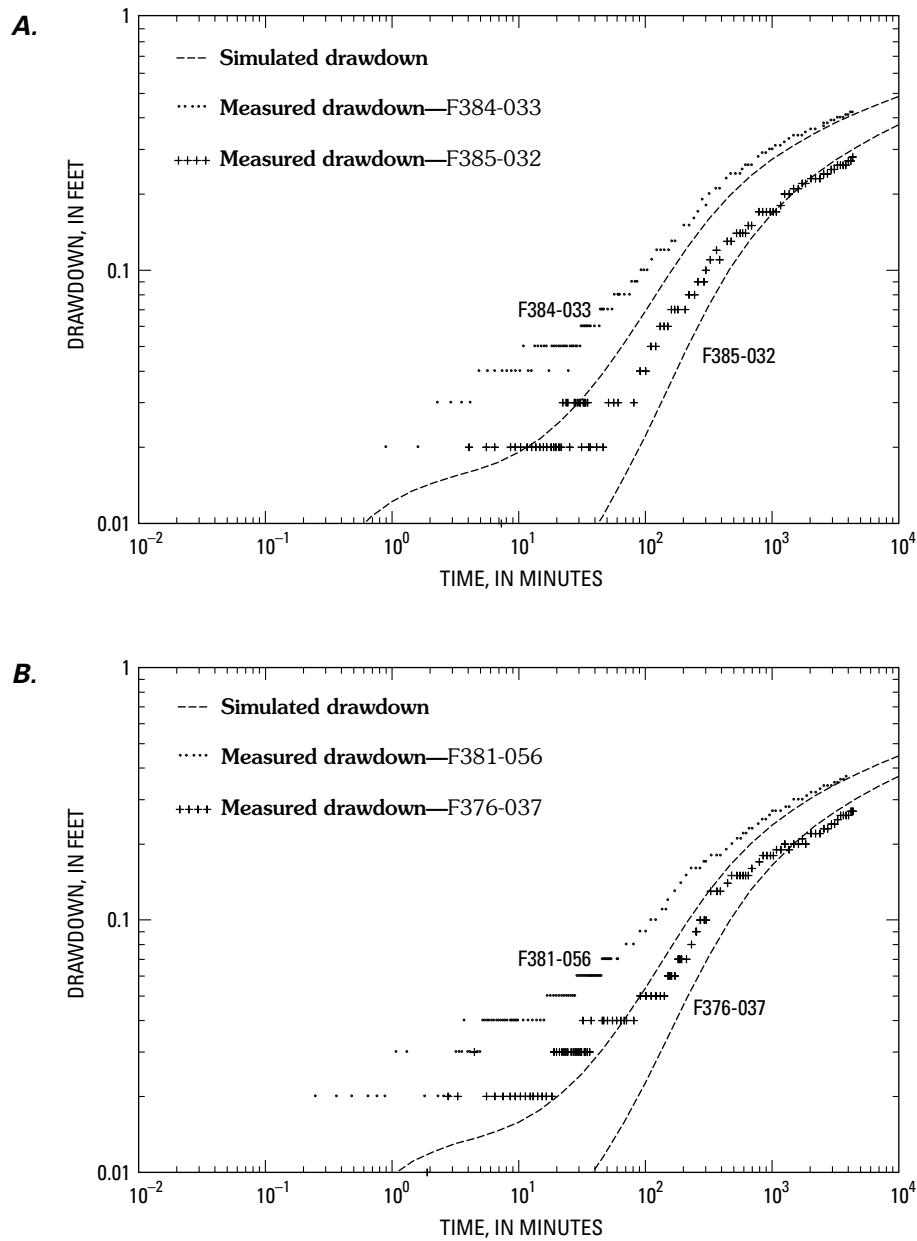 A.
DRAWDOWN, IN FEET
1
0.1
0.01
Simulated drawdown
Measured drawdown—F384-033
Measured drawdown—F385-032
F384-033
F385-032
10⁻² 10⁻¹ 10⁰ 10¹ 10² 10³ 10⁴
TIME, IN MINUTES
B.
DRAWDOWN, IN FEET
1
0.1
0.01
Simulated drawdown
Measured drawdown—F381-056
Measured drawdown—F376-037
F381-056
F376-037
10⁻² 10⁻¹ 10⁰ 10¹ 10² 10³ 10⁴
TIME, IN MINUTES